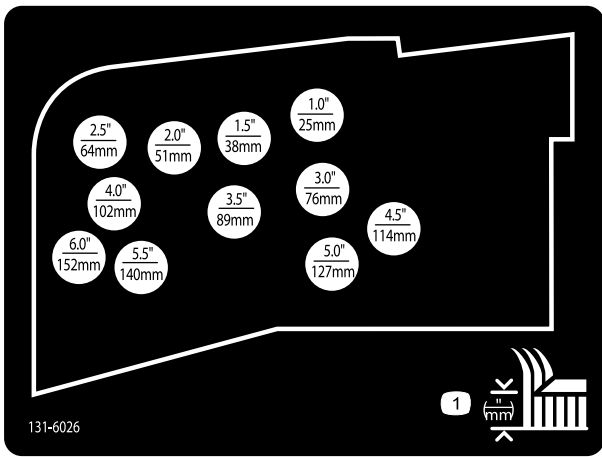 1.0"
25mm
2.5"
64mm
2.0"
51mm
1.5"
38mm
4.0"
102mm
3.5"
89mm
3.0"
76mm
4.5"
114mm
6.0"
152mm
5.5"
140mm
5.0"
127mm
1
(")
mm
131-6026